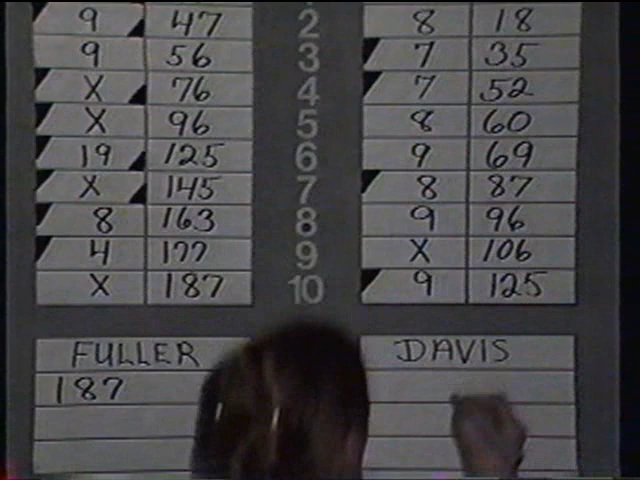 9 47 2 8 18
9 56 3 7 35
X 76 4 7 52
X 96 5 8 60
19 125 6 9 69
X 145 7 8 87
8 163 8 9 96
4 177 9 X 106
X 187 10 9 125
FULLER DAVIS
187